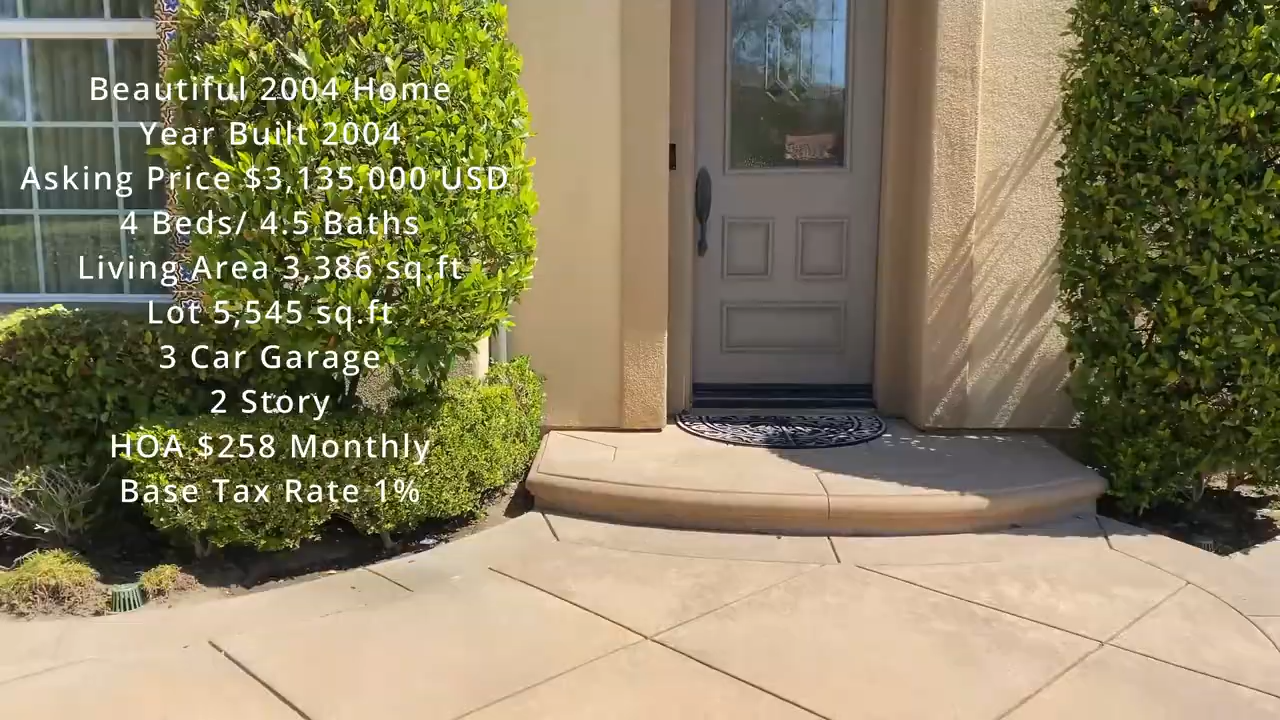 Beautiful 2004 Home
Year Built 2004
Asking Price $3,135,000 USD
4 Beds/ 4.5 Baths
Living Area 3,386 sq.ft
Lot 5,545 sq.ft
3 Car Garage
2 Story
HOA $258 Monthly
Base Tax Rate 1%